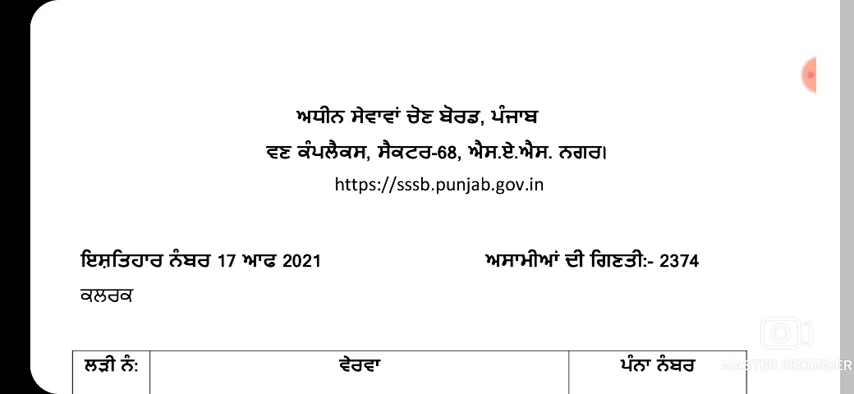 ਅਧੀਨ ਸੇਵਾਵਾਂ ਚੋਣ ਬੋਰਡ, ਪੰਜਾਬ
ਵਣ ਕੰਪਲੈਕਸ, ਸੈਕਟਰ-68, ਐਸ.ਏ.ਐਸ. ਨਗਰ।
https://sssb.punjab.gov.in
ਇਸ਼ਤਿਹਾਰ ਨੰਬਰ 17 ਆਫ 2021 ਅਸਾਮੀਆਂ ਦੀ ਗਿਣਤੀ:- 2374
ਕਲਰਕ
ਲੜੀ ਨੰ: ਵੇਰਵਾ ਪੰਨਾ ਨੰਬਰ
MASTER RECORDER